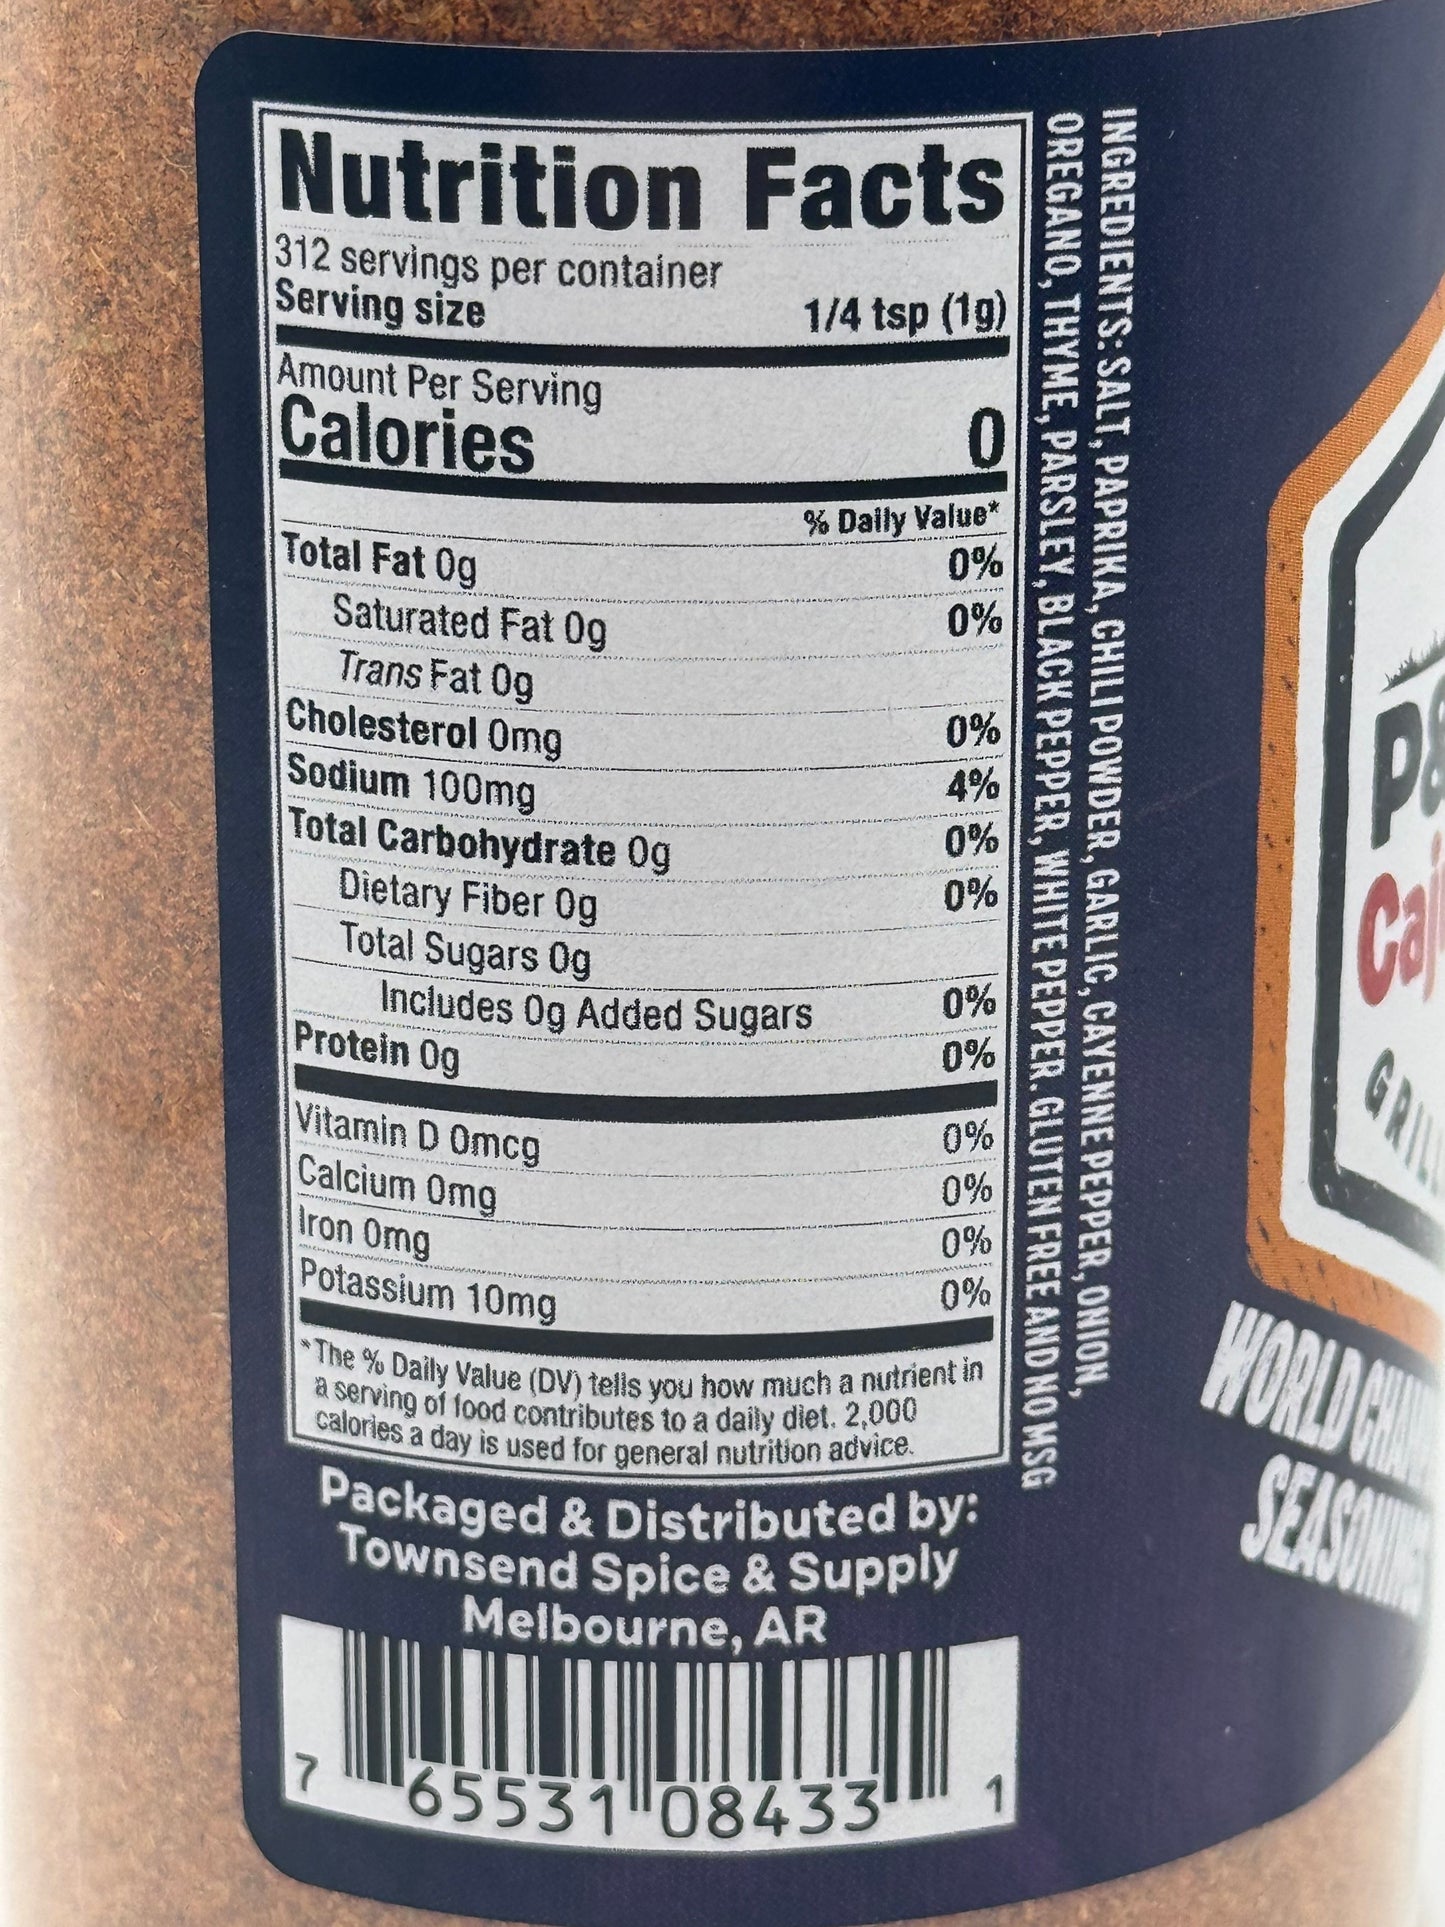 Nutrition Facts
312 servings per container
Serving size 1/4 tsp (1g)
Amount Per Serving
Calories 0
% Daily Value*
Total Fat 0g 0%
Saturated Fat 0g 0%
Trans Fat 0g
Cholesterol 0mg 0%
Sodium 100mg 4%
Total Carbohydrate 0g 0%
Dietary Fiber 0g 0%
Total Sugars 0g
Includes 0g Added Sugars 0%
Protein 0g 0%
Vitamin D 0mcg 0%
Calcium 0mg 0%
Iron 0mg 0%
Potassium 10mg 0%
*The % Daily Value (DV) tells you how much a nutrient in
a serving of food contributes to a daily diet. 2,000
calories a day is used for general nutrition advice.
Packaged & Distributed by:
Townsend Spice & Supply
Melbourne, AR
7 65531 08433 1
INGREDIENTS: SALT, PAPRIKA, CHILI POWDER, GARLIC, CAYENNE PEPPER, ONION,
OREGANO, THYME, PARSLEY, BLACK PEPPER, WHITE PEPPER. GLUTEN FREE AND NO MSG
P&
Caj
GRILL
WORLD CHAM
SEASONING